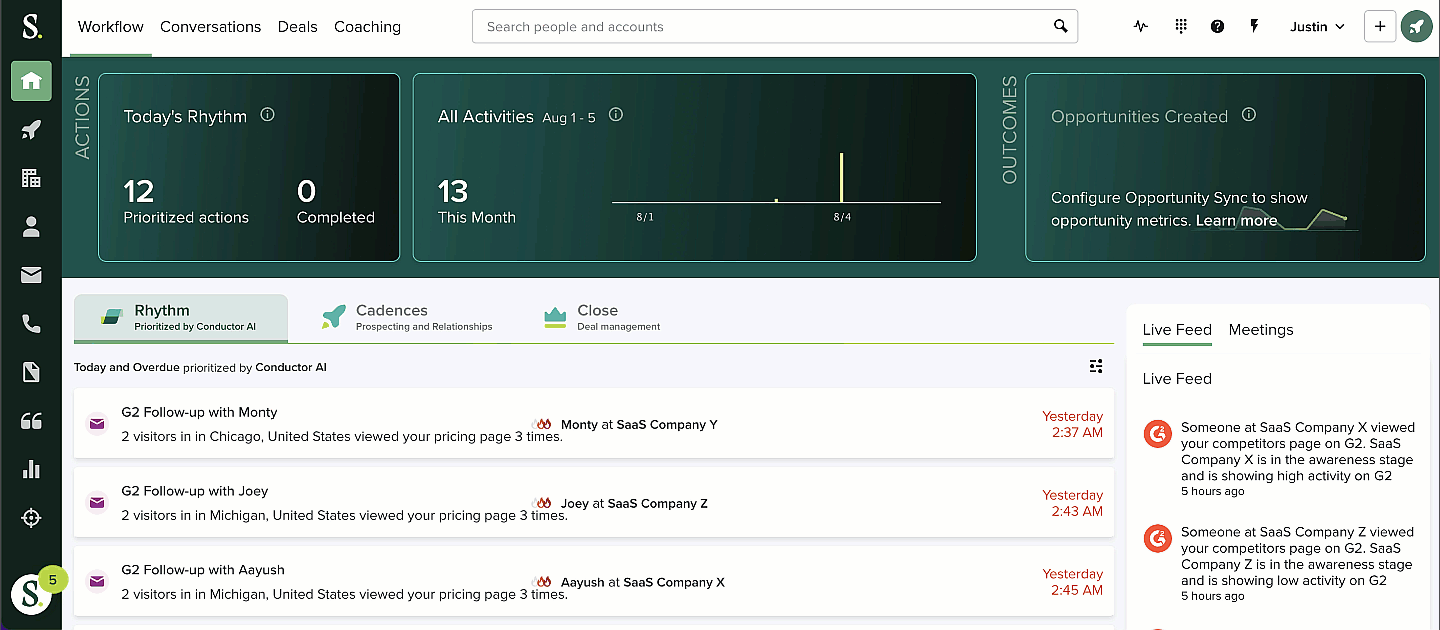 S.
Workflow
Conversations
Deals
Coaching
Search people and accounts
Justin
ACTIONS
Today's Rhythm
12
Prioritized actions
0
Completed
All Activities Aug 1 - 5
13
This Month
8/1
8/4
OUTCOMES
Opportunities Created
Configure Opportunity Sync to show
opportunity metrics. Learn more
Rhythm
Prioritized by Conductor AI
Cadences
Prospecting and Relationships
Close
Deal management
Today and Overdue prioritized by Conductor AI
G2 Follow-up with Monty
2 visitors in in Chicago, United States viewed your pricing page 3 times.
Monty at SaaS Company Y
Yesterday
2:37 AM
G2 Follow-up with Joey
2 visitors in in Michigan, United States viewed your pricing page 3 times.
Joey at SaaS Company Z
Yesterday
2:43 AM
G2 Follow-up with Aayush
2 visitors in in Michigan, United States viewed your pricing page 3 times.
Aayush at SaaS Company X
Yesterday
2:45 AM
Live Feed
Meetings
Live Feed
Someone at SaaS Company X viewed
your competitors page on G2. SaaS
Company X is in the awareness stage
and is showing high activity on G2
5 hours ago
Someone at SaaS Company Z viewed
your competitors page on G2. SaaS
Company Z is in the awareness stage
and is showing low activity on G2
5 hours ago
S.
5